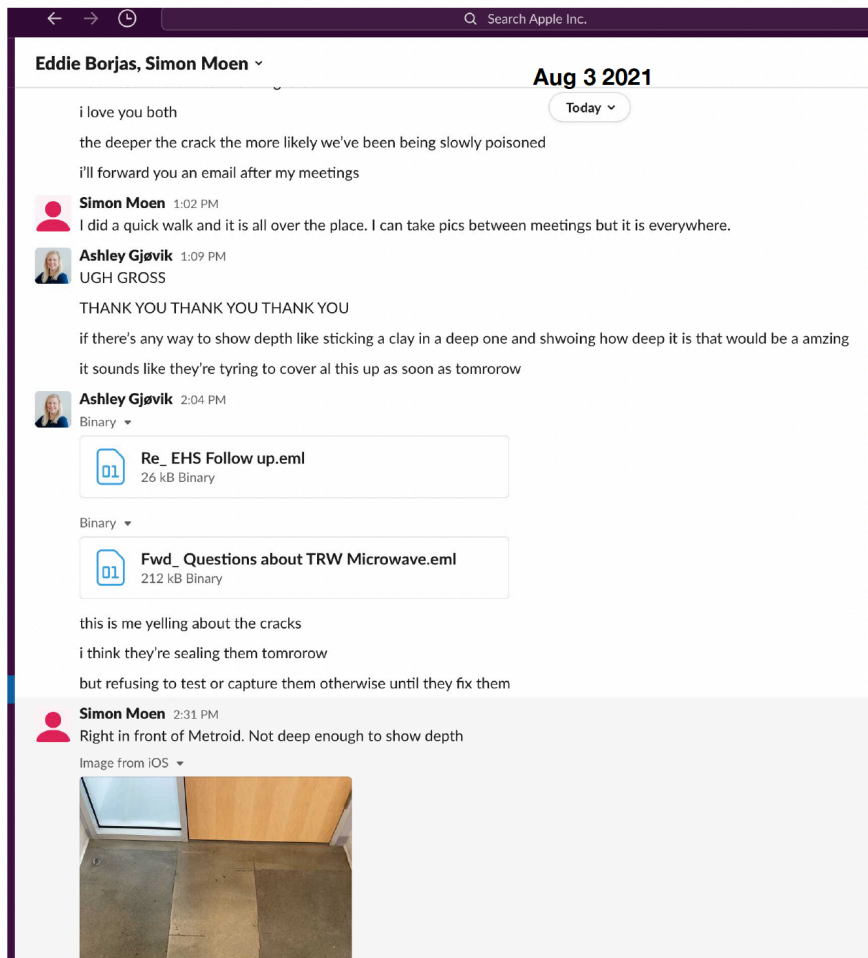 Search Apple Inc.
Eddie Borjas, Simon Moen
Aug 3 2021
Today
i love you both
the deeper the crack the more likely we've been being slowly poisoned
i'll forward you an email after my meetings
Simon Moen 1:02 PM
I did a quick walk and it is all over the place. I can take pics between meetings but it is everywhere.
Ashley Gjøvik 1:09 PM
UGH GROSS
THANK YOU THANK YOU THANK YOU
if there's any way to show depth like sticking a clay in a deep one and shwoing how deep it is that would be a amzing
it sounds like they're tyring to cover al this up as soon as tomrorow
Ashley Gjøvik 2:04 PM
Binary
01
Re_ EHS Follow up.eml
26 kB Binary
Binary
01
Fwd_ Questions about TRW Microwave.eml
212 kB Binary
this is me yelling about the cracks
i think they're sealing them tomrorow
but refusing to test or capture them otherwise until they fix them
Simon Moen 2:31 PM
Right in front of Metroid. Not deep enough to show depth
Image from iOS